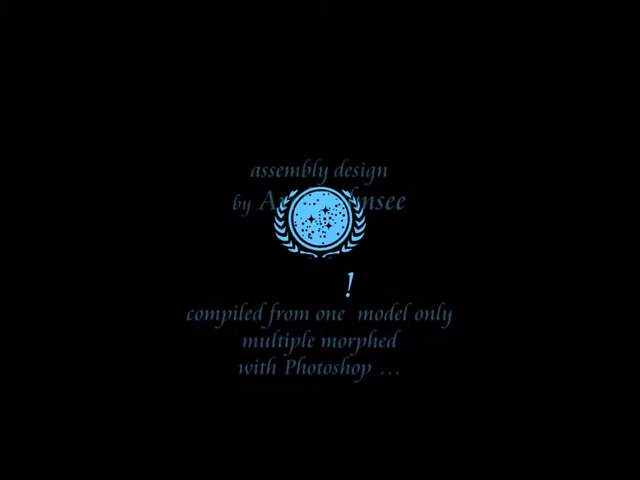 assembly design
by
!
compiled from one model only
multiple morphed
with Photoshop ...